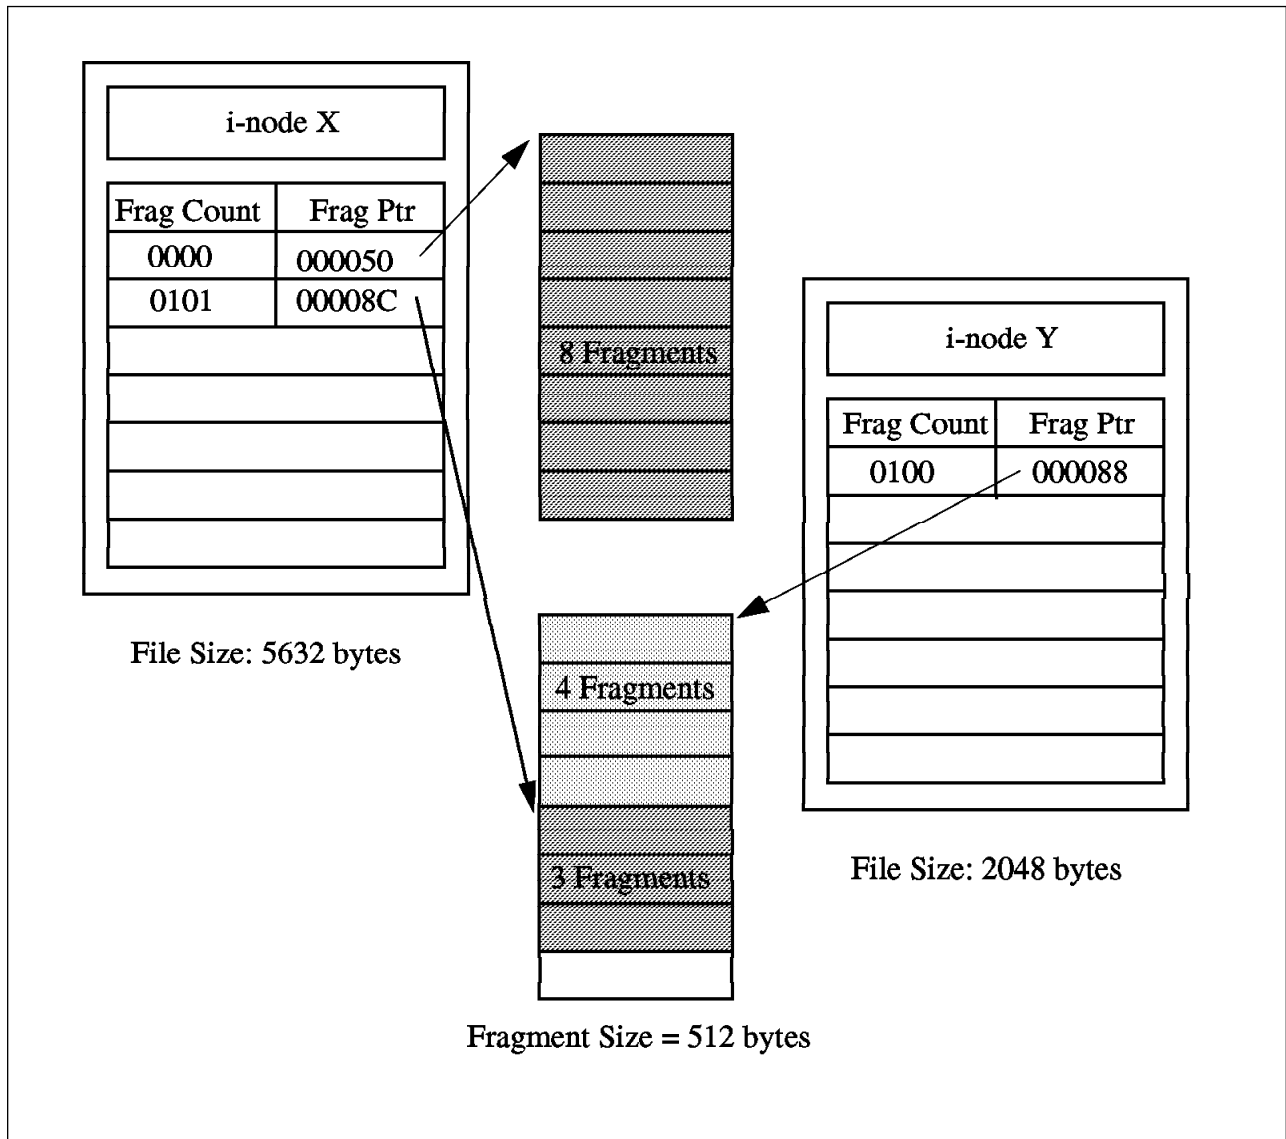 i-node X
Frag Count Frag Ptr
0000 000050
0101 00008C
File Size: 5632 bytes
8 Fragments
4 Fragments
3 Fragments
Fragment Size = 512 bytes
i-node Y
Frag Count Frag Ptr
0100 000088
File Size: 2048 bytes